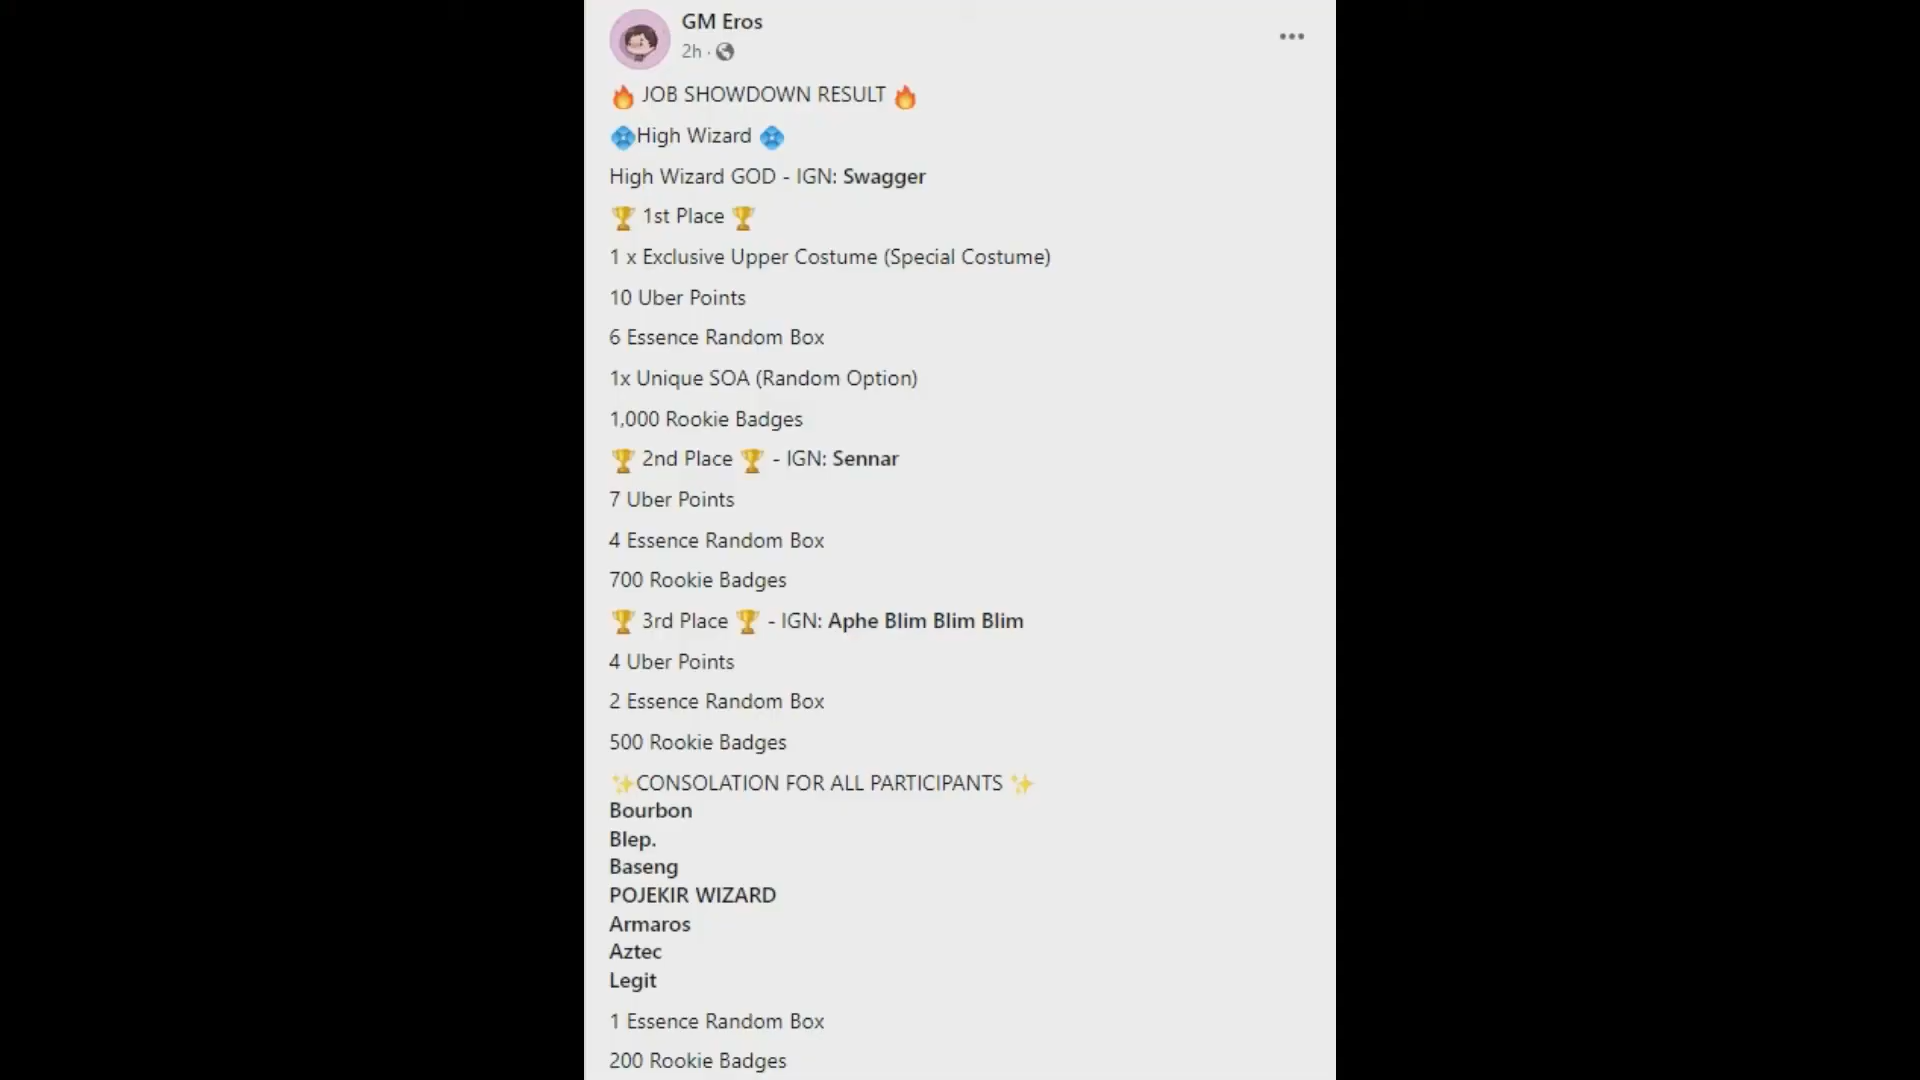 GM Eros
2h ·
🔥 JOB SHOWDOWN RESULT 🔥
💠High Wizard 💠
High Wizard GOD - IGN: Swagger
🏆 1st Place 🏆
1 x Exclusive Upper Costume (Special Costume)
10 Uber Points
6 Essence Random Box
1x Unique SOA (Random Option)
1,000 Rookie Badges
🏆 2nd Place 🏆 - IGN: Sennar
7 Uber Points
4 Essence Random Box
700 Rookie Badges
🏆 3rd Place 🏆 - IGN: Aphe Blim Blim Blim
4 Uber Points
2 Essence Random Box
500 Rookie Badges
✨CONSOLATION FOR ALL PARTICIPANTS ✨
Bourbon
Blep.
Baseng
POJEKIR WIZARD
Armaros
Aztec
Legit
1 Essence Random Box
200 Rookie Badges